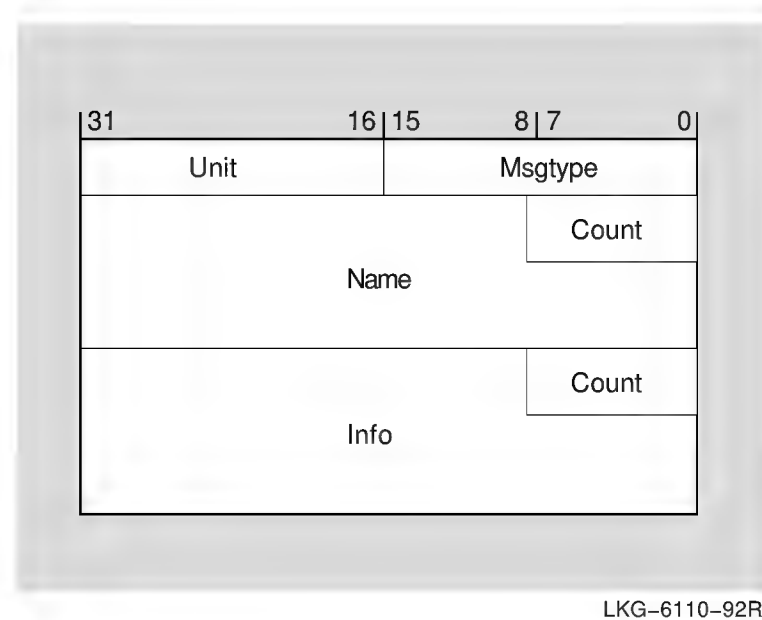 31 16 15 8 7 0
Unit Msgtype
Count
Name
Count
Info
LKG-6110-92R